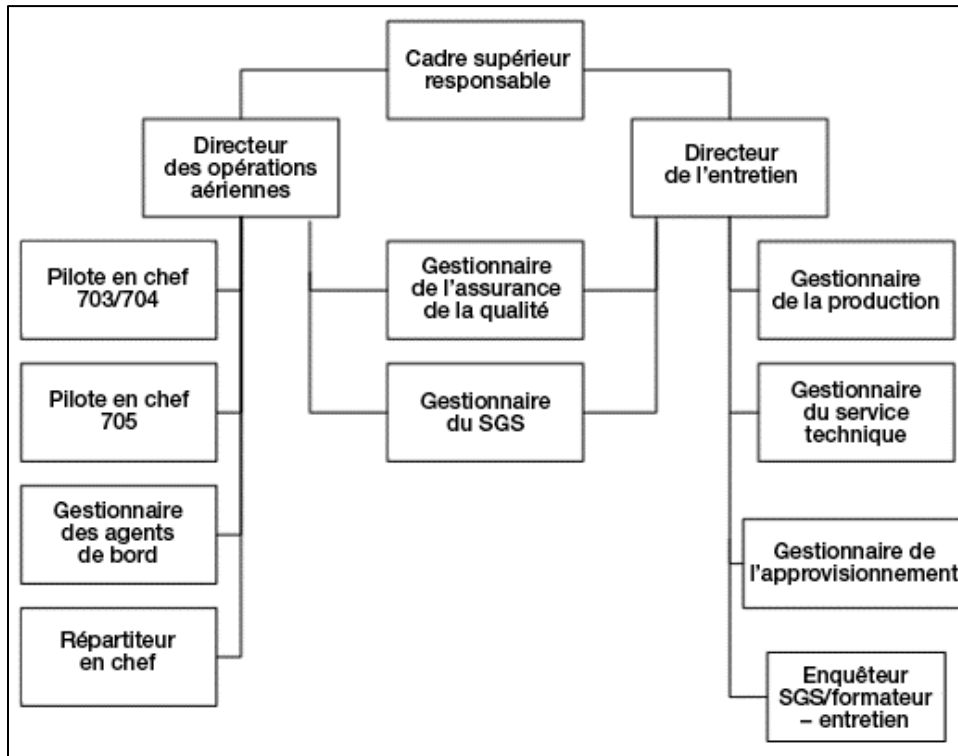 Cadre supérieur
responsable
Directeur
des opérations
aériennes
Directeur
de l'entretien
Pilote en chef
703/704
Gestionnaire
de l'assurance
de la qualité
Gestionnaire
de la production
Pilote en chef
705
Gestionnaire
du SGS
Gestionnaire
du service
technique
Gestionnaire
des agents
de bord
Gestionnaire de
l'approvisionnement
Répartiteur
en chef
Enquêteur
SGS/formateur
– entretien